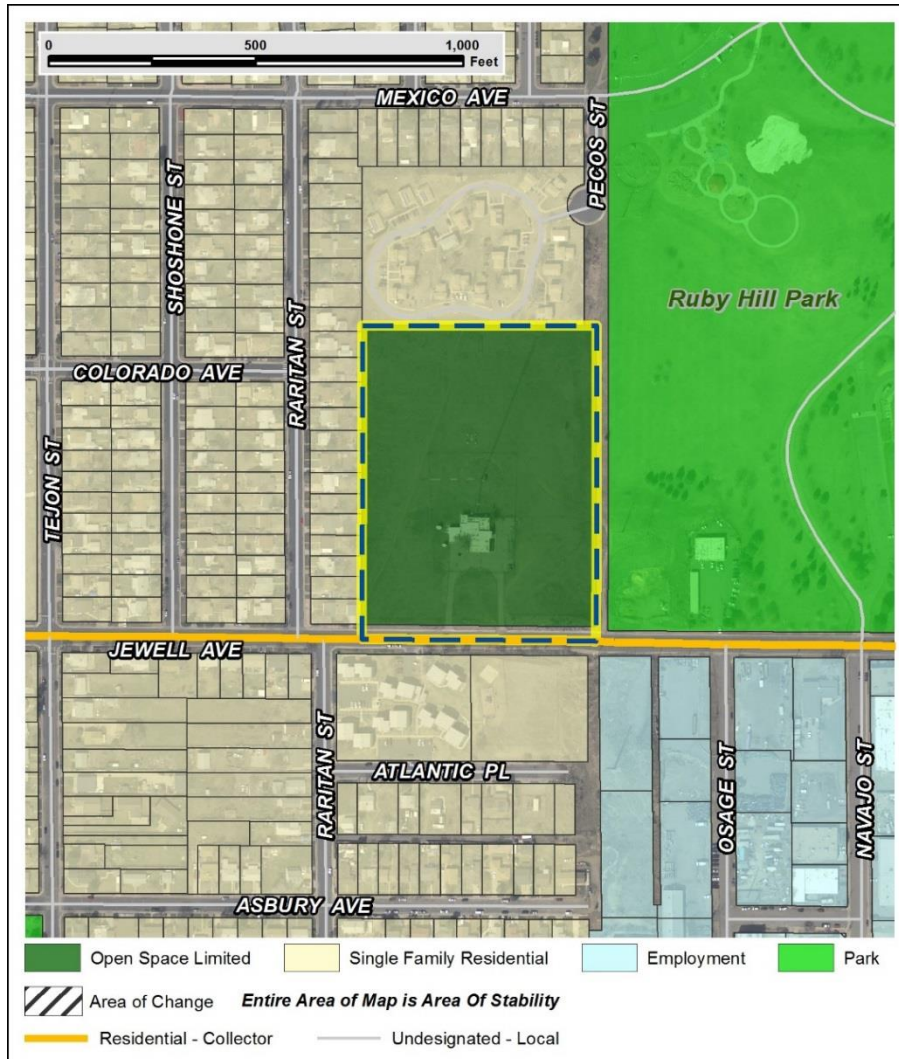 0 500 1,000
Feet
MEXICO AVE
PECOS ST
SHOSHONE ST
RARITAN ST
Ruby Hill Park
COLORADO AVE
TEJON ST
JEWELL AVE
RARITAN ST
ATLANTIC PL
OSAGE ST
NAVAJO ST
ASBURY AVE
Open Space Limited
Single Family Residential
Employment
Park
Area of Change
Entire Area of Map is Area Of Stability
Residential - Collector
Undesignated - Local